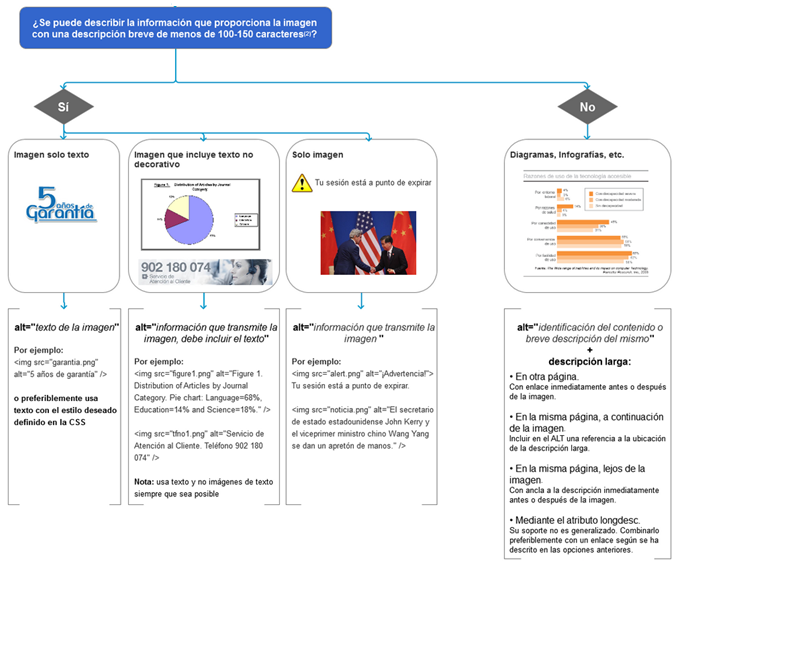 ¿Se puede describir la información que proporciona la imagen
con una descripción breve de menos de 100-150 caracteres(2)?
Sí
No
Imagen solo texto
5 años de
Garantía
Imagen que incluye texto no
decorativo
Figure 1. Distribution of Articles by Journal
Category
902 180 074
Servicio de
Atención al Cliente
Solo imagen
Tu sesión está a punto de expirar
Diagramas, Infografías, etc.
Razones de uso de la tecnología accesible
alt="texto de la imagen"
Por ejemplo:
<img src="garantia.png"
alt="5 años de garantía" />
o preferiblemente usa
texto con el estilo deseado
definido en la CSS
alt="información que transmite la
imagen, debe incluir el texto"
Por ejemplo:
<img src="figure1.png" alt="Figure 1.
Distribution of Articles by Journal
Category. Pie chart: Language=68%,
Education=14% and Science=18%." />
<img src="tfno1.png" alt="Servicio de
Atención al Cliente. Teléfono 902 180
074" />
Nota: usa texto y no imágenes de texto
siempre que sea posible
alt="información que transmite la
imagen "
Por ejemplo:
<img src="alert.png" alt="¡Advertencia!">
Tu sesión está a punto de expirar.
<img src="noticia.png" alt="El secretario
de estado estadounidense John Kerry y
el viceprimer ministro chino Wang Yang
se dan un apretón de manos." />
alt="identificación del contenido o
breve descripción del mismo"
+
descripción larga:
• En otra página.
Con enlace inmediatamente antes o después
de la imagen.
• En la misma página, a continuación
de la imagen.
Incluir en el ALT una referencia a la ubicación
de la descripción larga.
• En la misma página, lejos de la
imagen.
Con ancla a la descripción inmediatamente
antes o después de la imagen.
• Mediante el atributo longdesc.
Su soporte no es generalizado. Combinarlo
preferiblemente con un enlace según se ha
descrito en las opciones anteriores.